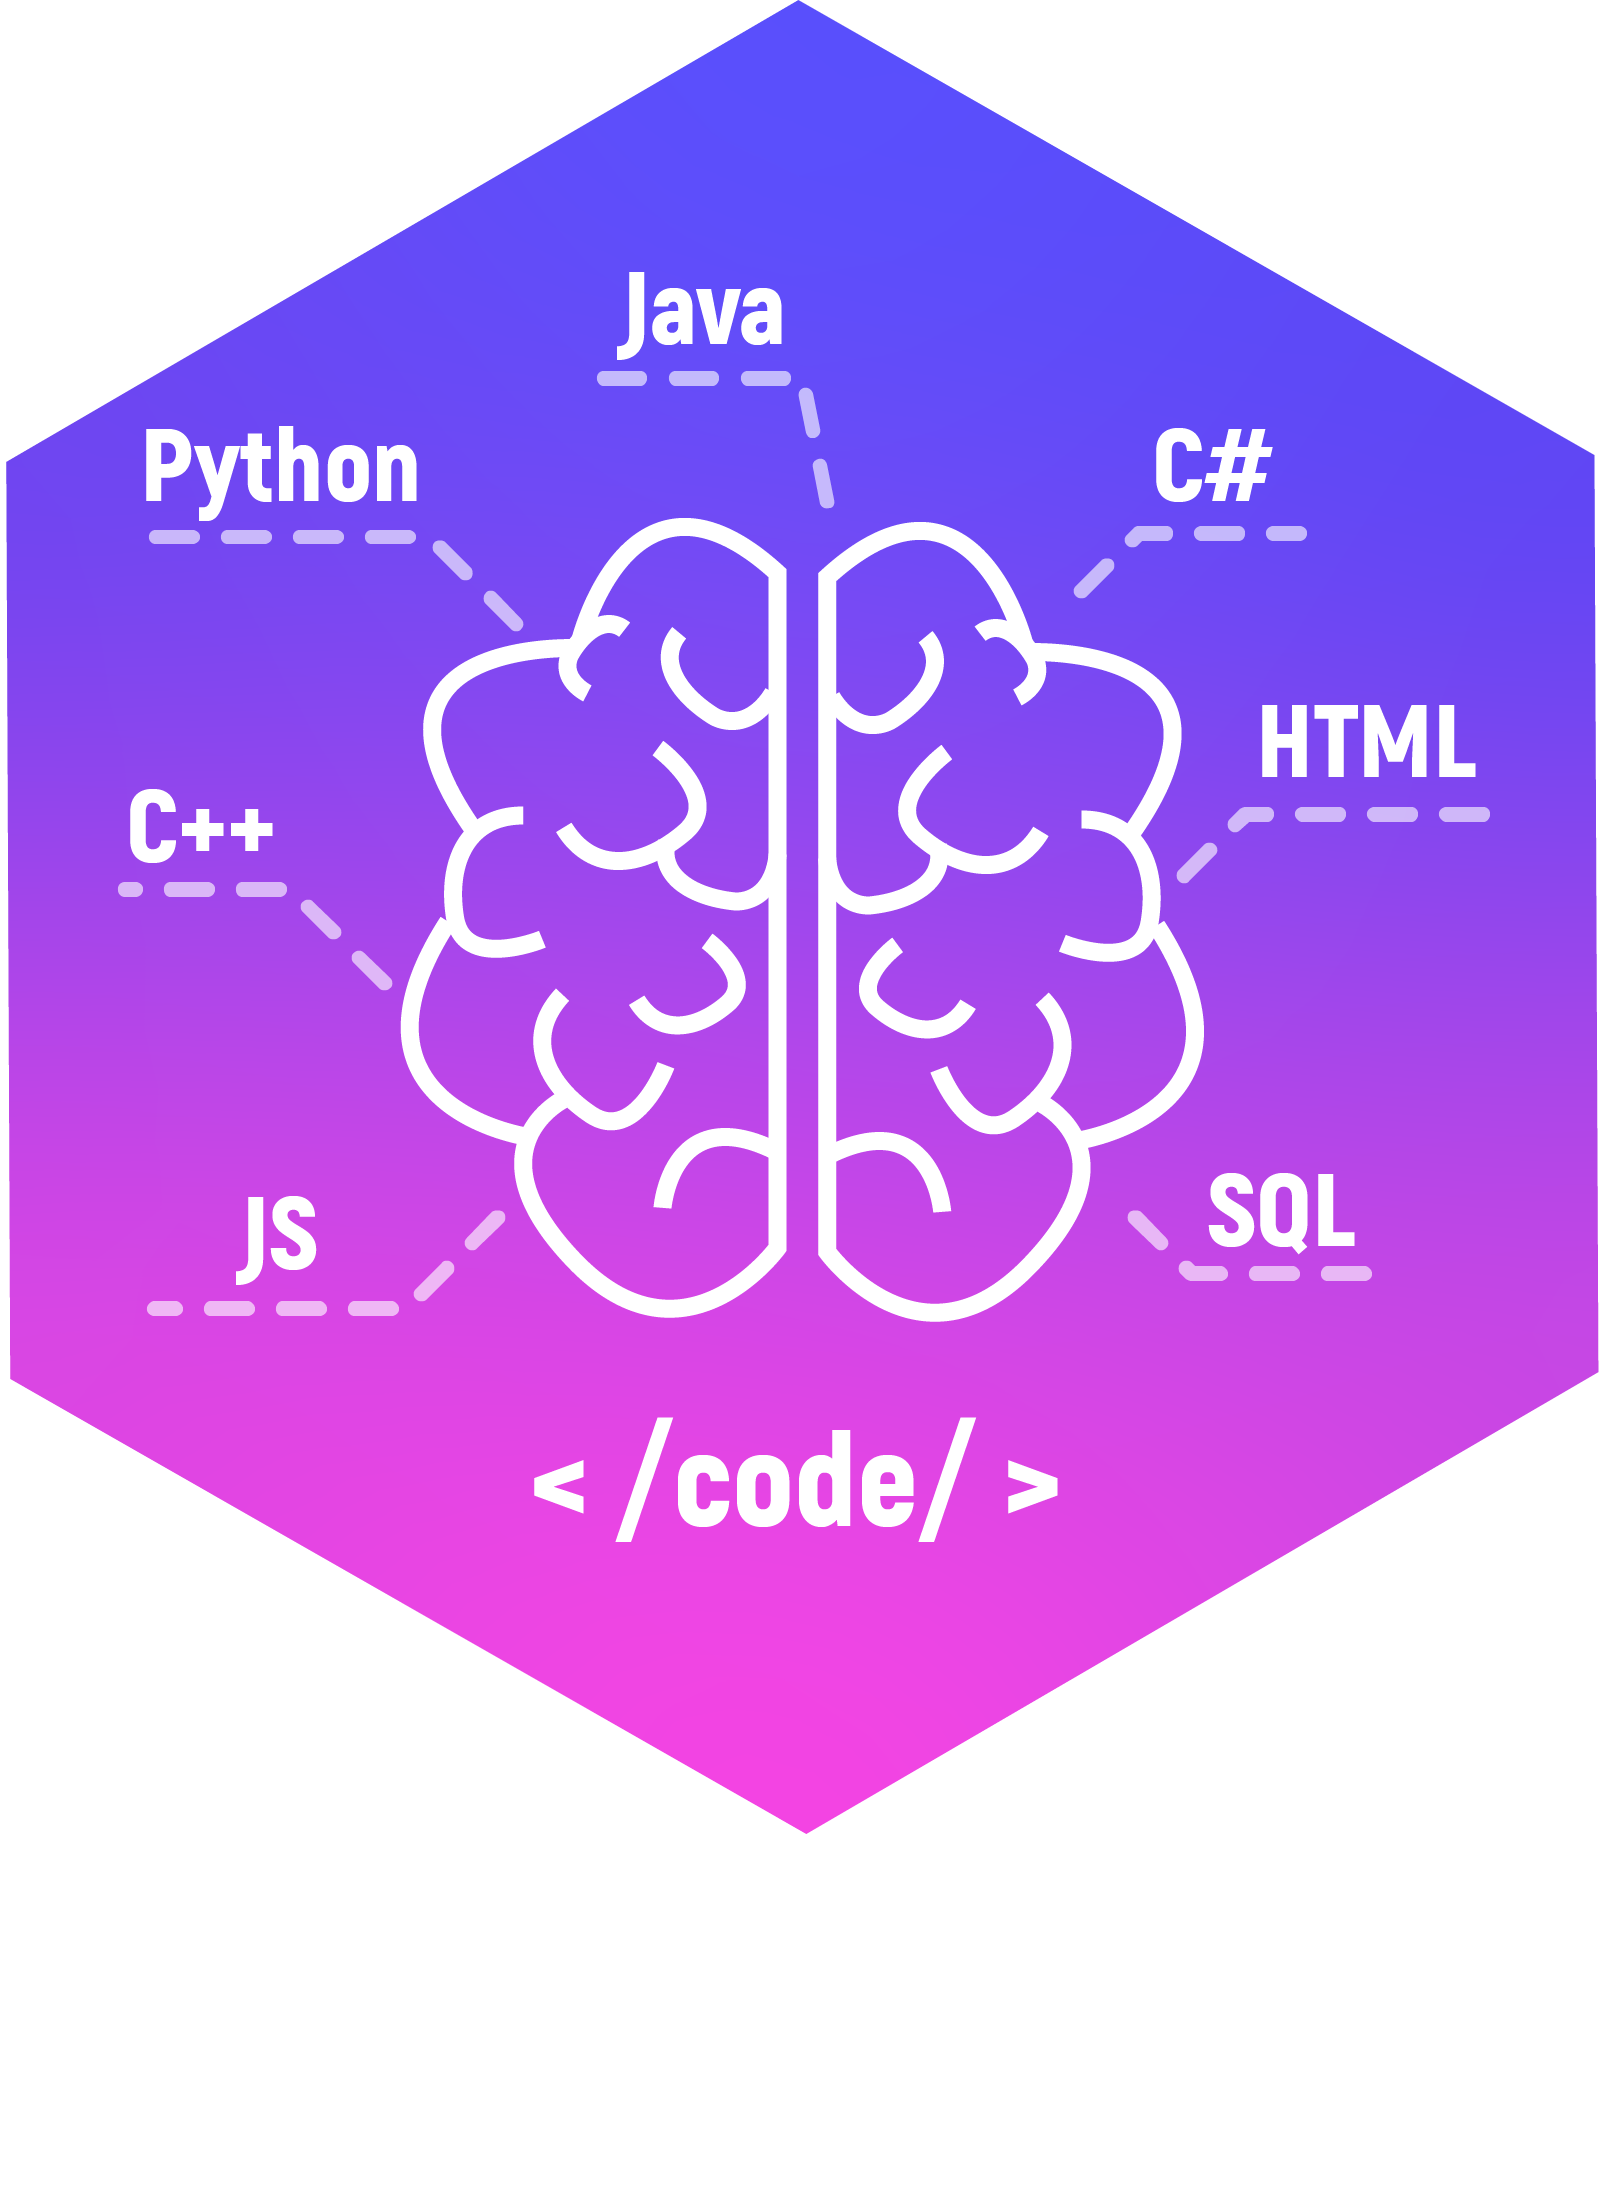 Java
Python
C#
HTML
C++
JS
SQL
< /code/ >